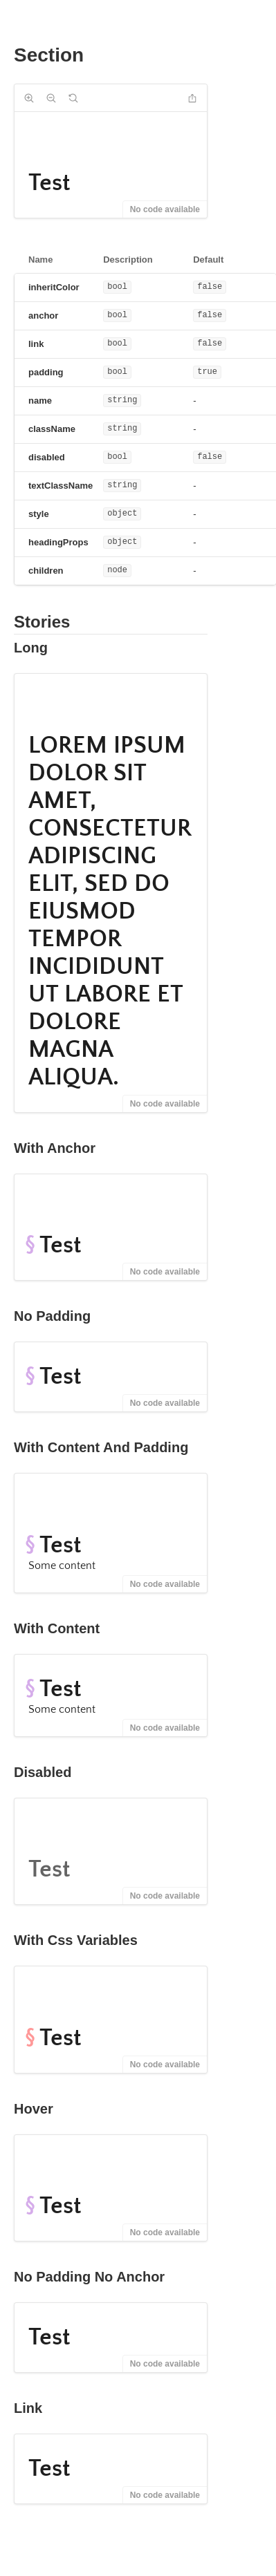 Section
Test
No code available
Name Description Default
inheritColor bool false
anchor bool false
link bool false
padding bool true
name string -
className string -
disabled bool false
textClassName string -
style object -
headingProps object -
children node -
Stories
Long
LOREM IPSUM
DOLOR SIT
AMET,
CONSECTETUR
ADIPISCING
ELIT, SED DO
EIUSMOD
TEMPOR
INCIDIDUNT
UT LABORE ET
DOLORE
MAGNA
ALIQUA.
No code available
With Anchor
§ Test
No code available
No Padding
§ Test
No code available
With Content And Padding
§ Test
Some content
No code available
With Content
§ Test
Some content
No code available
Disabled
Test
No code available
With Css Variables
§ Test
No code available
Hover
§ Test
No code available
No Padding No Anchor
Test
No code available
Link
Test
No code available